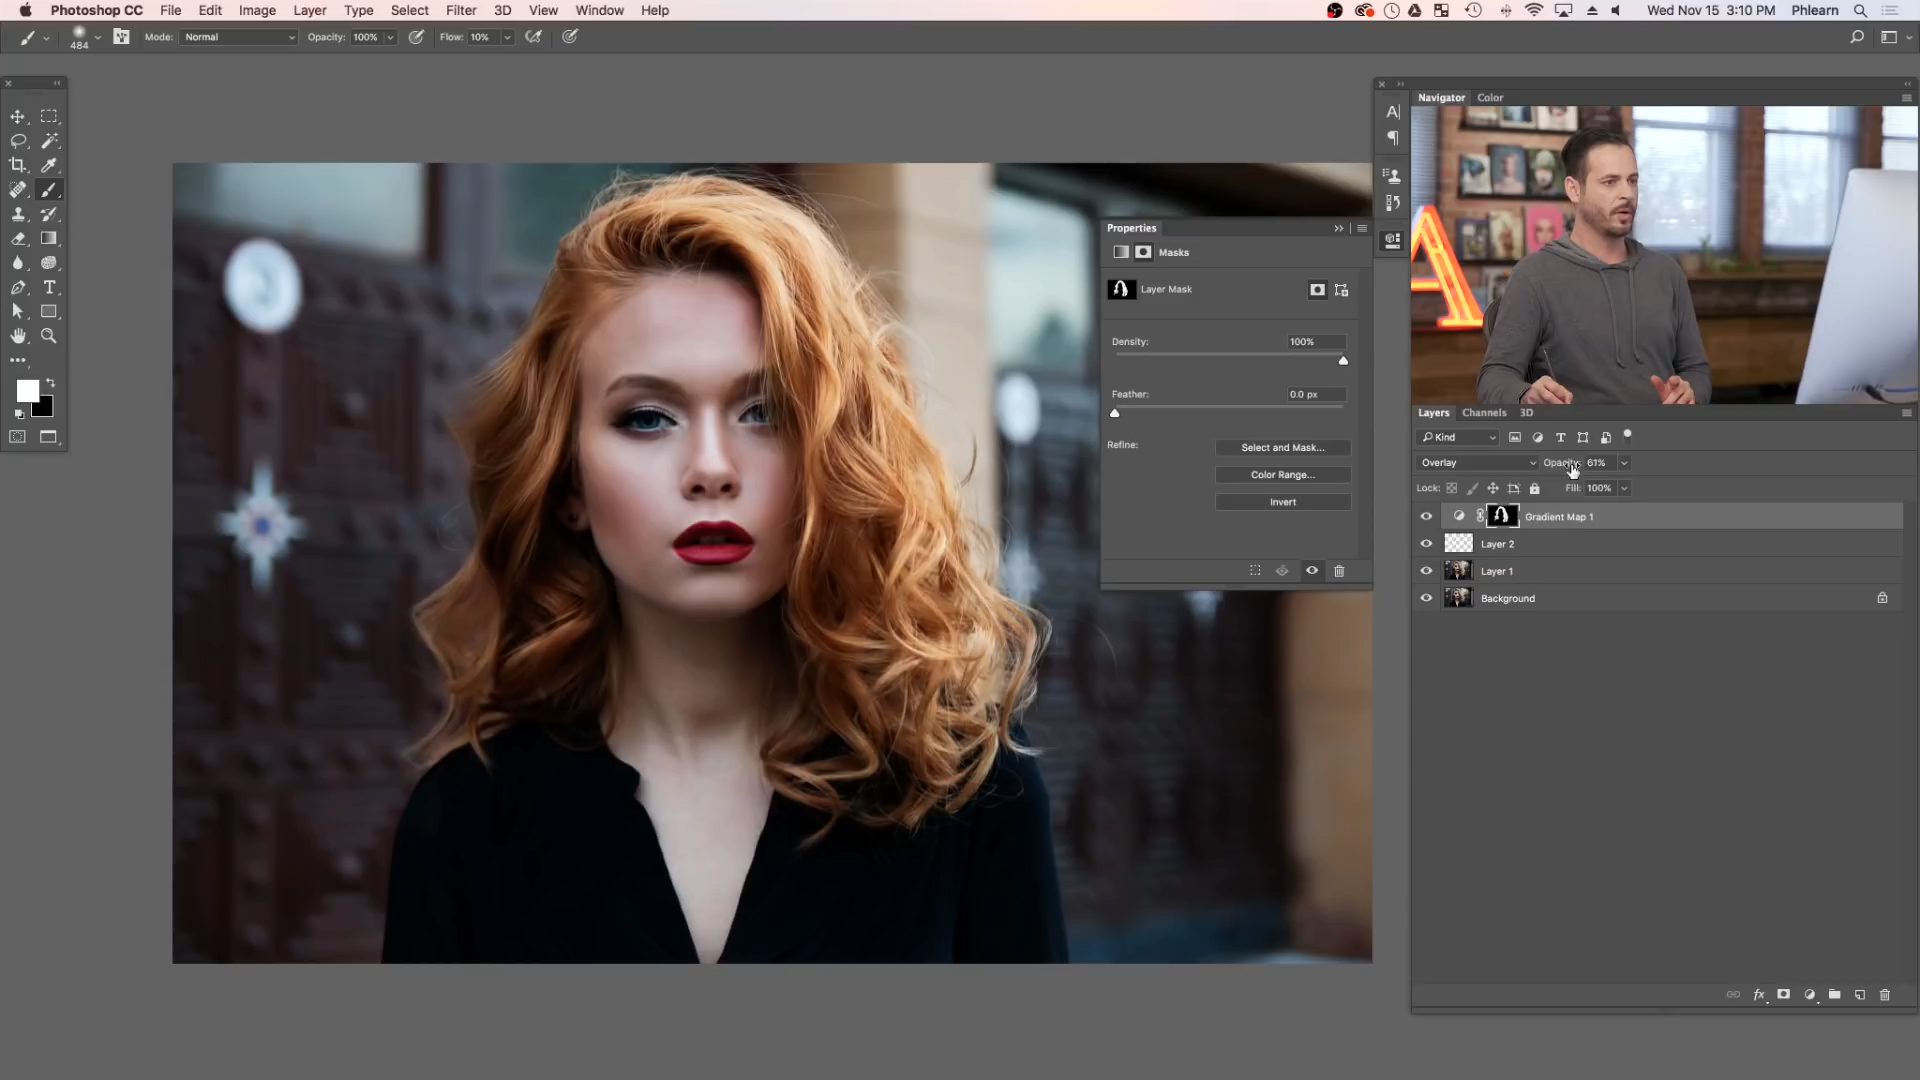 Photoshop CC File Edit Image Layer Type Select Filter 3D View Window Help Wed Nov 15 3:10 PM Phlearn
484 Mode: Normal Opacity: 100% Flow: 10%
Navigator Color
Properties
Masks
Layer Mask
Density: 100%
Feather: 0.0 px
Refine: Select and Mask...
Color Range...
Invert
Layers Channels 3D
Kind
Overlay Opacity: 61%
Lock: Fill: 100%
Gradient Map 1
Layer 2
Layer 1
Background